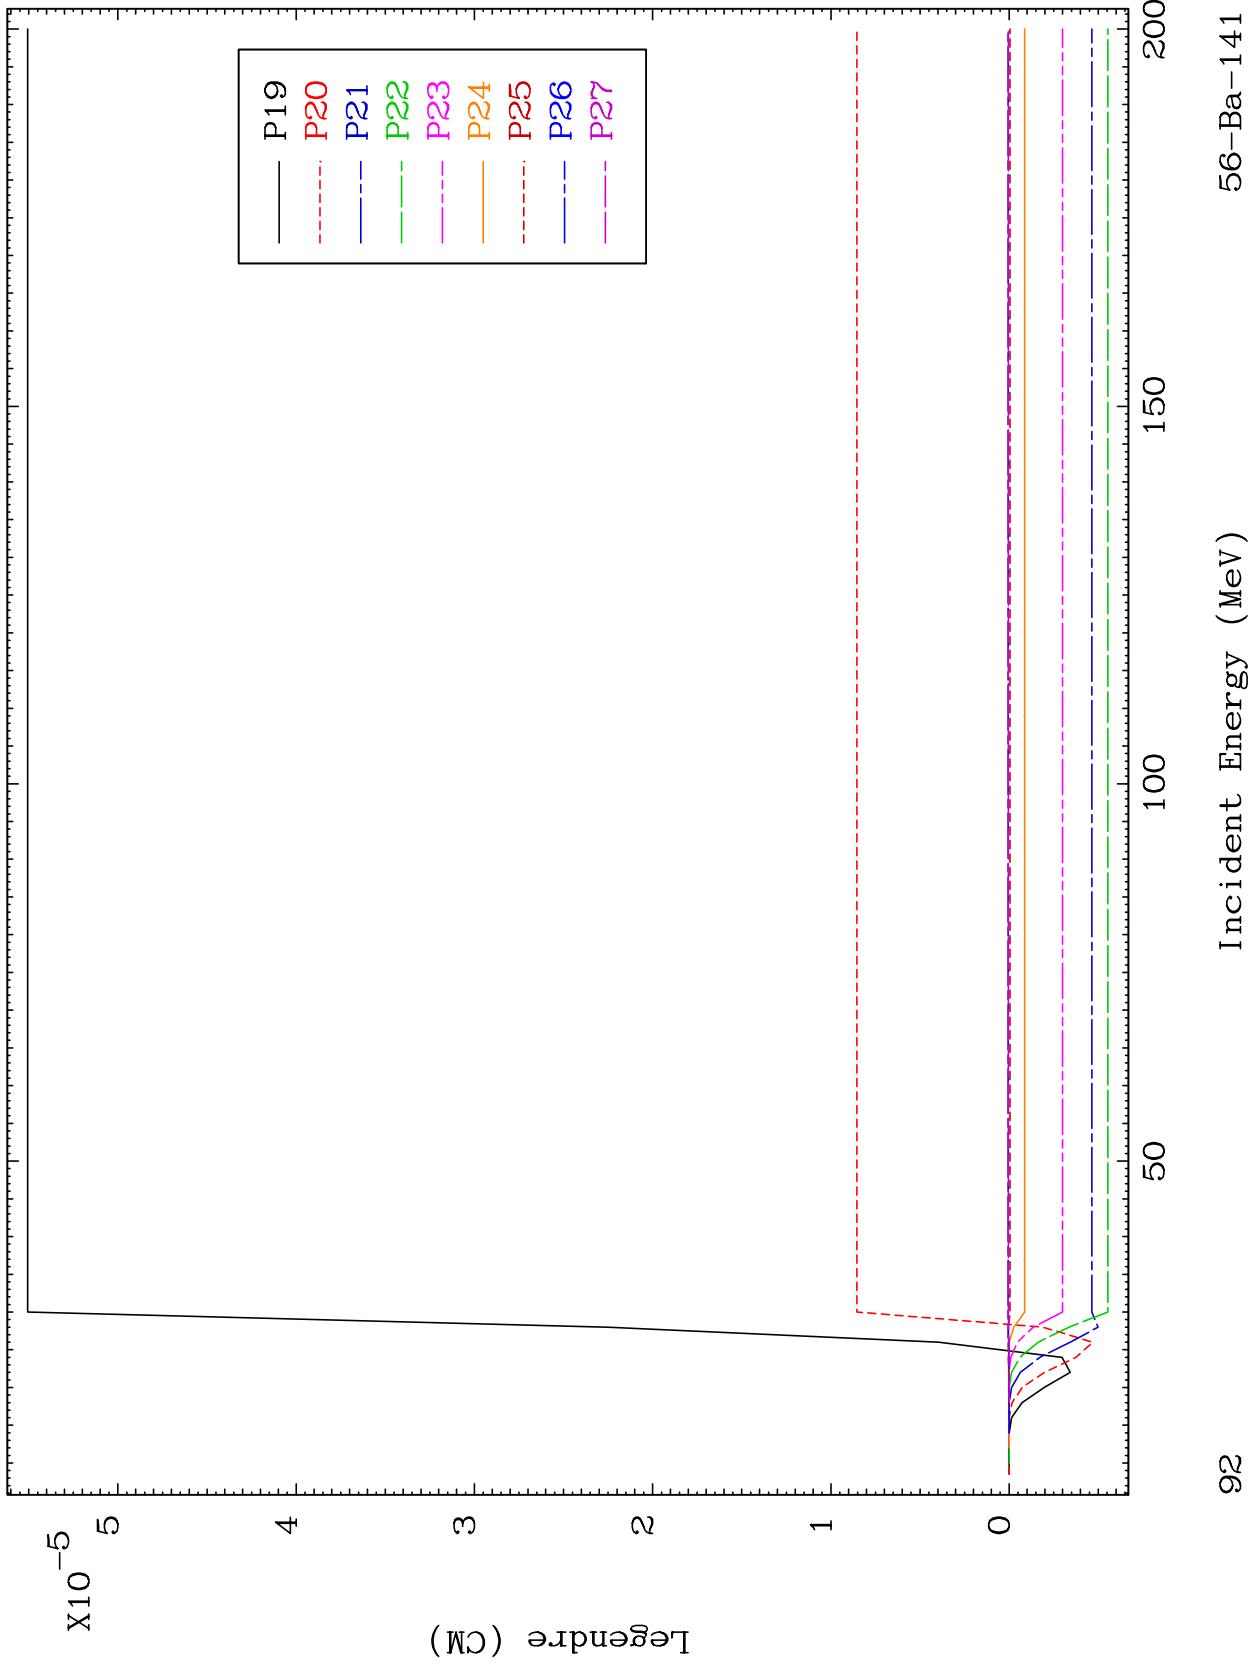 X10⁻⁵
5
4
3
2
1
0
Legendre (CM)
P19
P20
P21
P22
P23
P24
P25
P26
P27
50
100
150
200
92
Incident Energy (MeV)
56-Ba-141